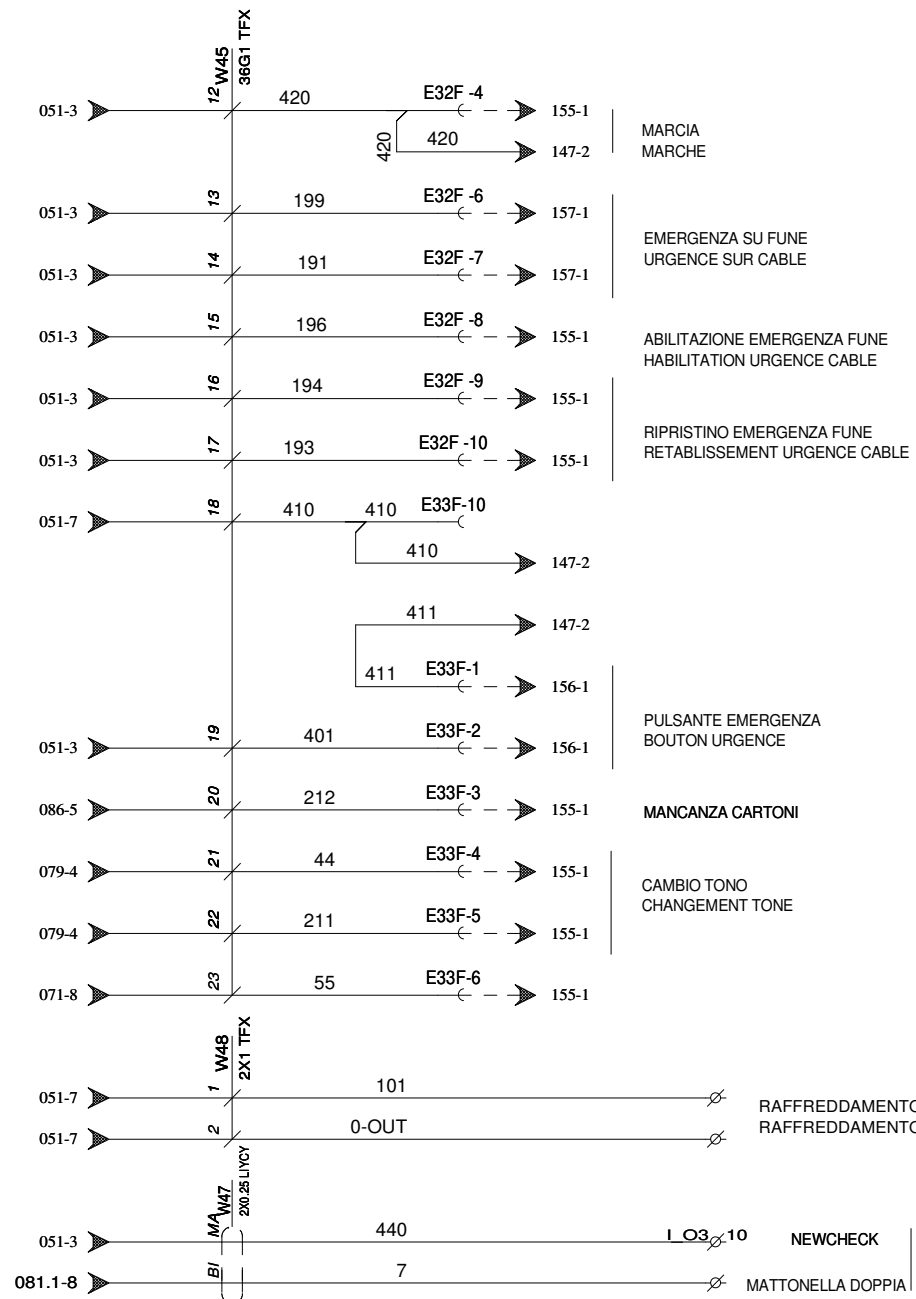 W45
36G1 TFX
051-3 12 420 E32F -4 155-1
420 420 147-2
MARCIA
MARCHE
051-3 13 199 E32F -6 157-1
051-3 14 191 E32F -7 157-1
EMERGENZA SU FUNE
URGENCE SUR CABLE
051-3 15 196 E32F -8 155-1
ABILITAZIONE EMERGENZA FUNE
HABILITATION URGENCE CABLE
051-3 16 194 E32F -9 155-1
051-3 17 193 E32F -10 155-1
RIPRISTINO EMERGENZA FUNE
RETABLISSEMENT URGENCE CABLE
051-7 18 410 410 E33F-10
410 147-2
411 147-2
411 E33F-1 156-1
051-3 19 401 E33F-2 156-1
PULSANTE EMERGENZA
BOUTON URGENCE
086-5 20 212 E33F-3 155-1 MANCANZA CARTONI
079-4 21 44 E33F-4 155-1
079-4 22 211 E33F-5 155-1
CAMBIO TONO
CHANGEMENT TONE
071-8 23 55 E33F-6 155-1
W48
2X1 TFX
051-7 1 101 RAFFREDDAMENTO
051-7 2 0-OUT RAFFREDDAMENTO
W47
2X0.25 LIYCY
051-3 MA 440 I_O3 10 NEWCHECK
081.1-8 BI 7 MATTONELLA DOPPIA